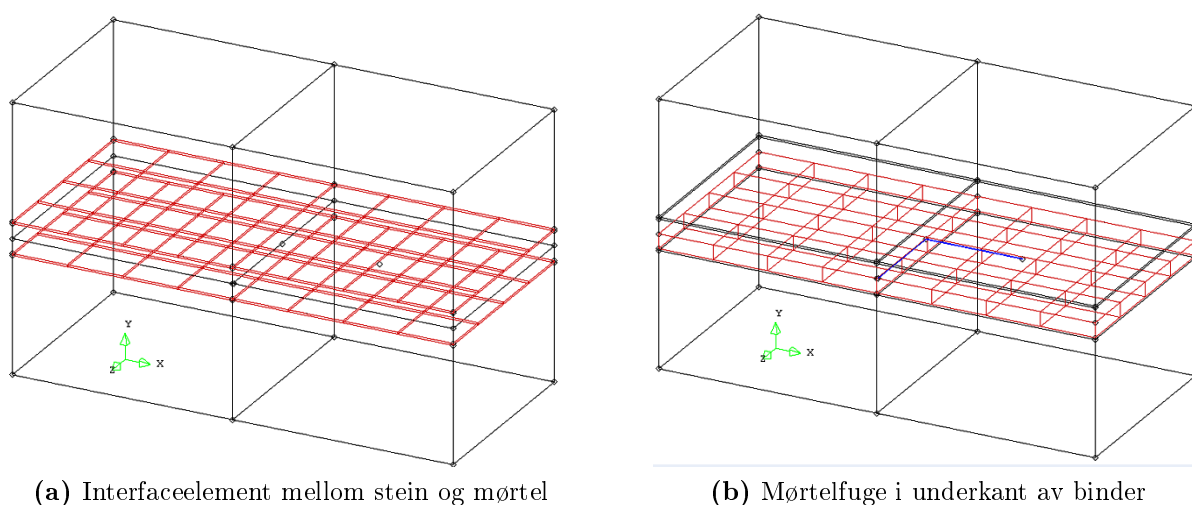 Y
X
Z
Y
X
Z
(a) Interfaceelement mellom stein og mørtel
(b) Mørtelfuge i underkant av binder